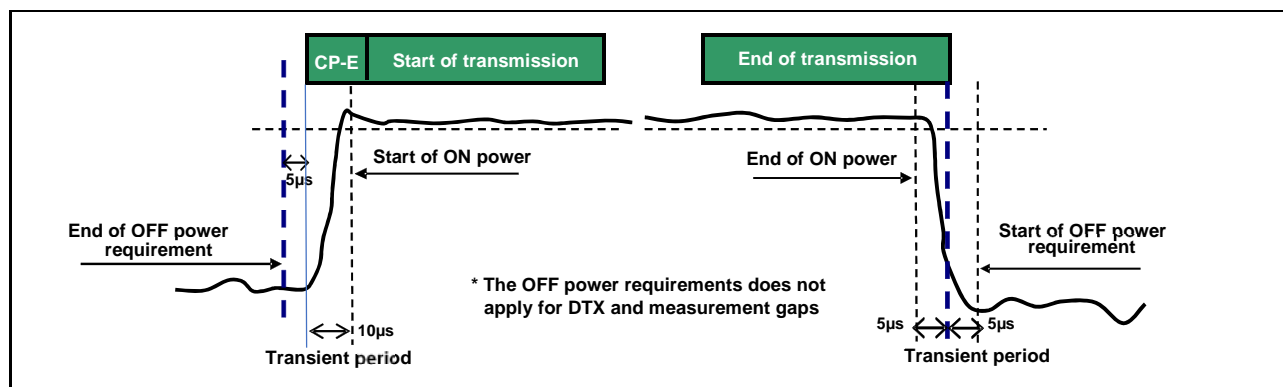 CP-E
Start of transmission
End of transmission
5µs
Start of ON power
End of ON power
End of OFF power
requirement
Start of OFF power
requirement
* The OFF power requirements does not
apply for DTX and measurement gaps
10µs
Transient period
5µs
5µs
Transient period